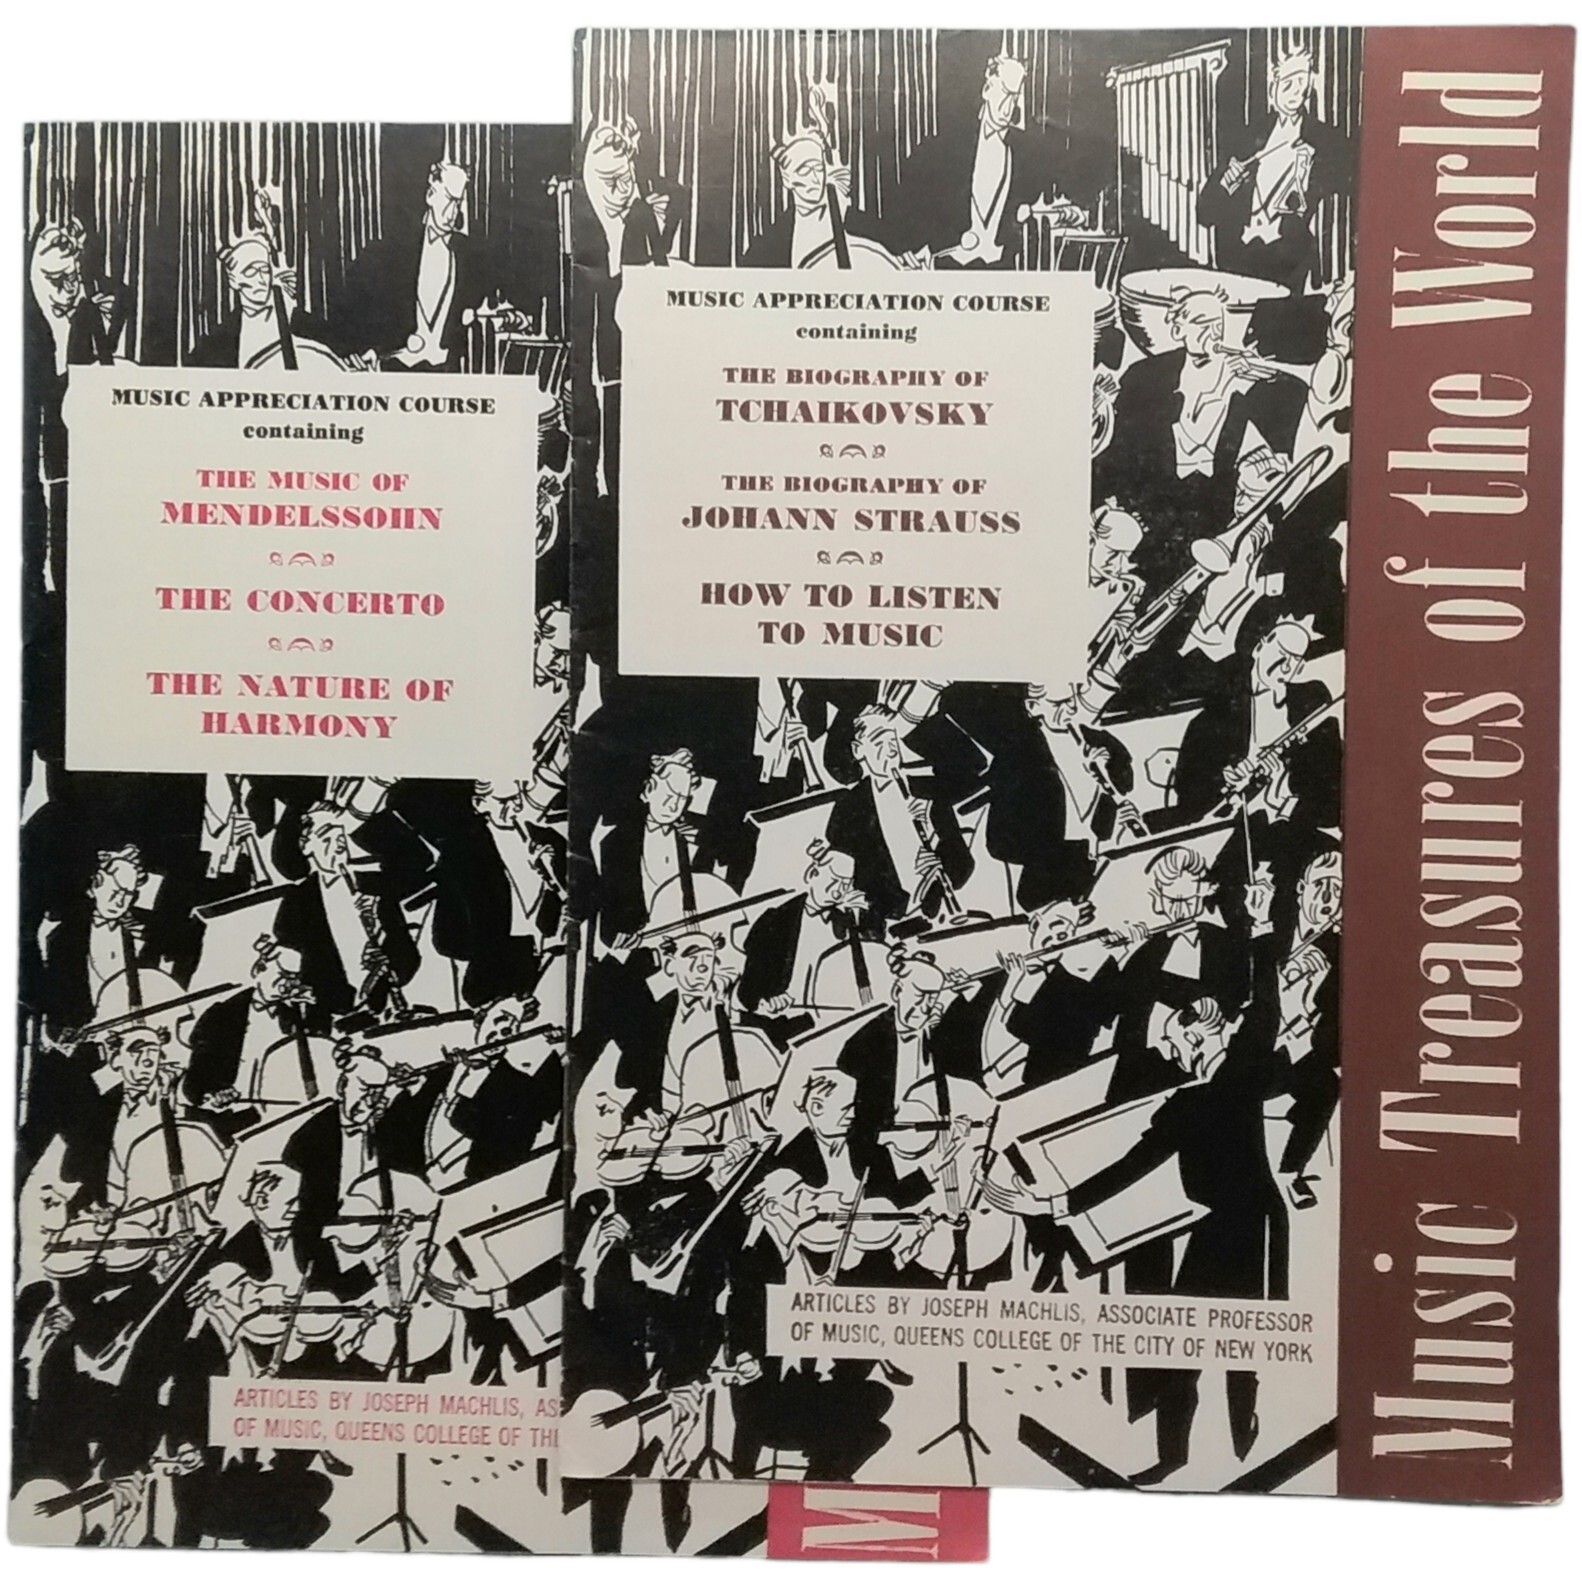 MUSIC APPRECIATION COURSE
containing
THE MUSIC OF
MENDELSSOHN
THE CONCERTO
THE NATURE OF
HARMONY
ARTICLES BY JOSEPH MACHLIS, AS
OF MUSIC, QUEENS COLLEGE OF TH
M
MUSIC APPRECIATION COURSE
containing
THE BIOGRAPHY OF
TCHAIKOVSKY
THE BIOGRAPHY OF
JOHANN STRAUSS
HOW TO LISTEN
TO MUSIC
ARTICLES BY JOSEPH MACHLIS, ASSOCIATE PROFESSOR
OF MUSIC, QUEENS COLLEGE OF THE CITY OF NEW YORK
Music Treasures of the World